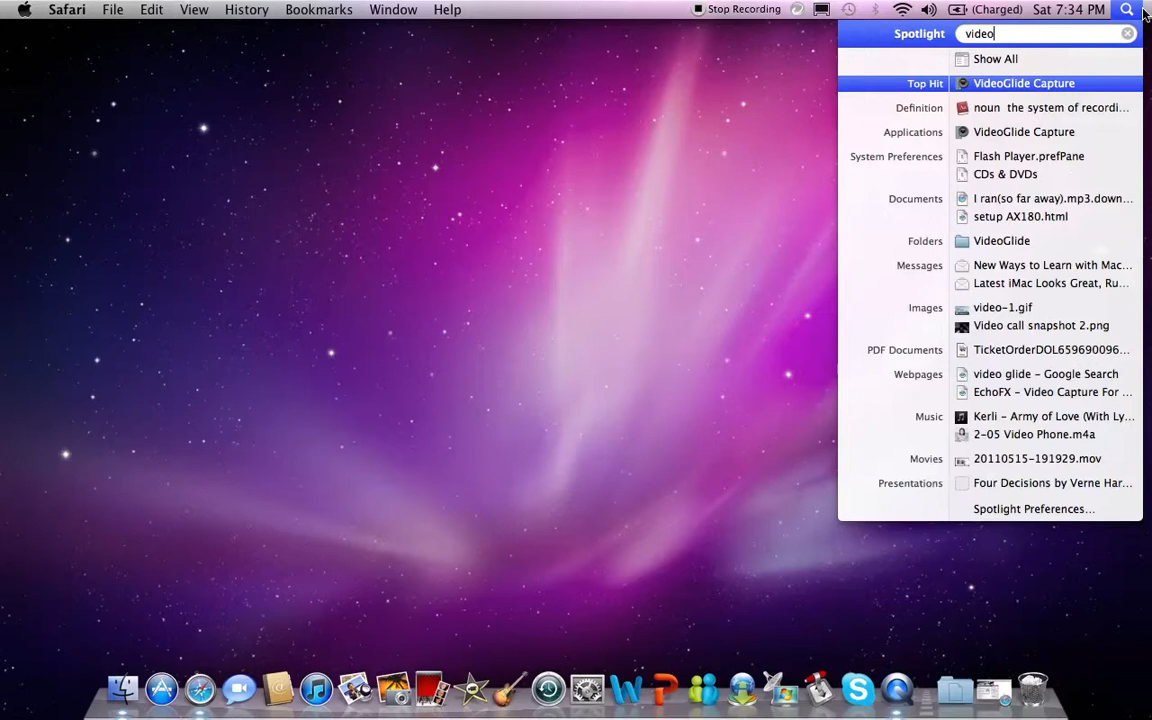 Safari File Edit View History Bookmarks Window Help Stop Recording (Charged) Sat 7:34 PM
Spotlight video
Show All
Top Hit VideoGlide Capture
Definition noun the system of recordi...
Applications VideoGlide Capture
System Preferences Flash Player.prefPane
CDs & DVDs
Documents I ran(so far away).mp3.down...
setup AX180.html
Folders VideoGlide
Messages New Ways to Learn with Mac...
Latest iMac Looks Great, Ru...
Images video-1.gif
Video call snapshot 2.png
PDF Documents TicketOrderDOL659690096...
Webpages video glide - Google Search
EchoFX - Video Capture For ...
Music Kerli - Army of Love (With Ly...
2-05 Video Phone.m4a
Movies 20110515-191929.mov
Presentations Four Decisions by Verne Har...
Spotlight Preferences...